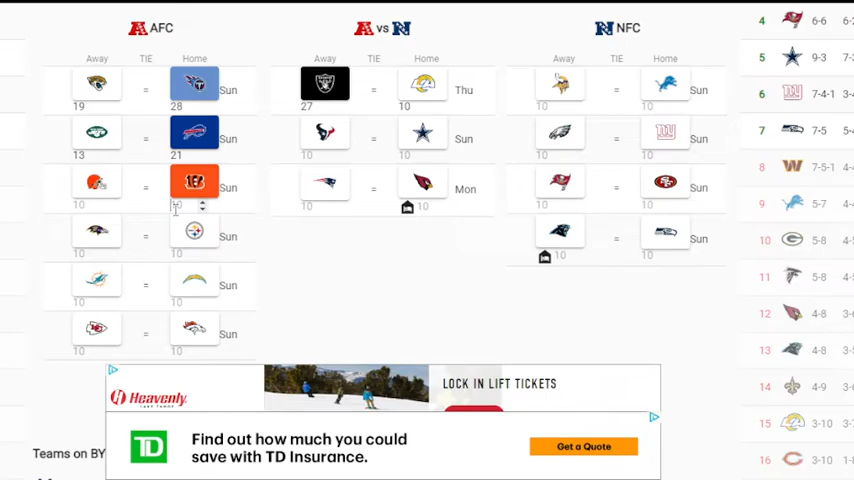 AFC
Away TIE Home
19 = 28 Sun
13 = 21 Sun
10 = 10 Sun
10 = 10 Sun
10 = 10 Sun
10 = 10 Sun
vs
Away TIE Home
27 = 10 Thu
10 = 10 Sun
10 = 10 Mon
NFC
Away TIE Home
10 = 10 Sun
10 = 10 Sun
10 = 10 Sun
10 = 10 Sun
4 6-6
5 9-3
6 7-4-1
7 7-5
8 7-5-1
9 5-7
10 5-8
11 5-8
12 4-8
13 4-8
14 4-9
15 3-10
16 3-10
Heavenly.
LOCK IN LIFT TICKETS
TD
Find out how much you could
save with TD Insurance.
Get a Quote
Teams on BY